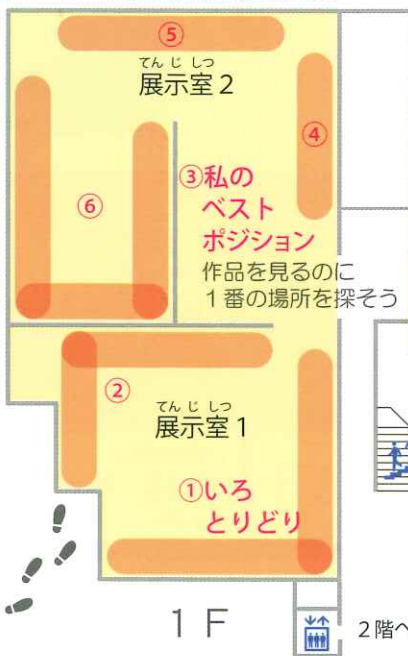 ⑤
てんじしつ
展示室2
④
③私の
ベスト
ポジション
作品を見るのに
1番の場所を探そう
⑥
②
てんじしつ
展示室1
①いろ
とりどり
1F
2階へ